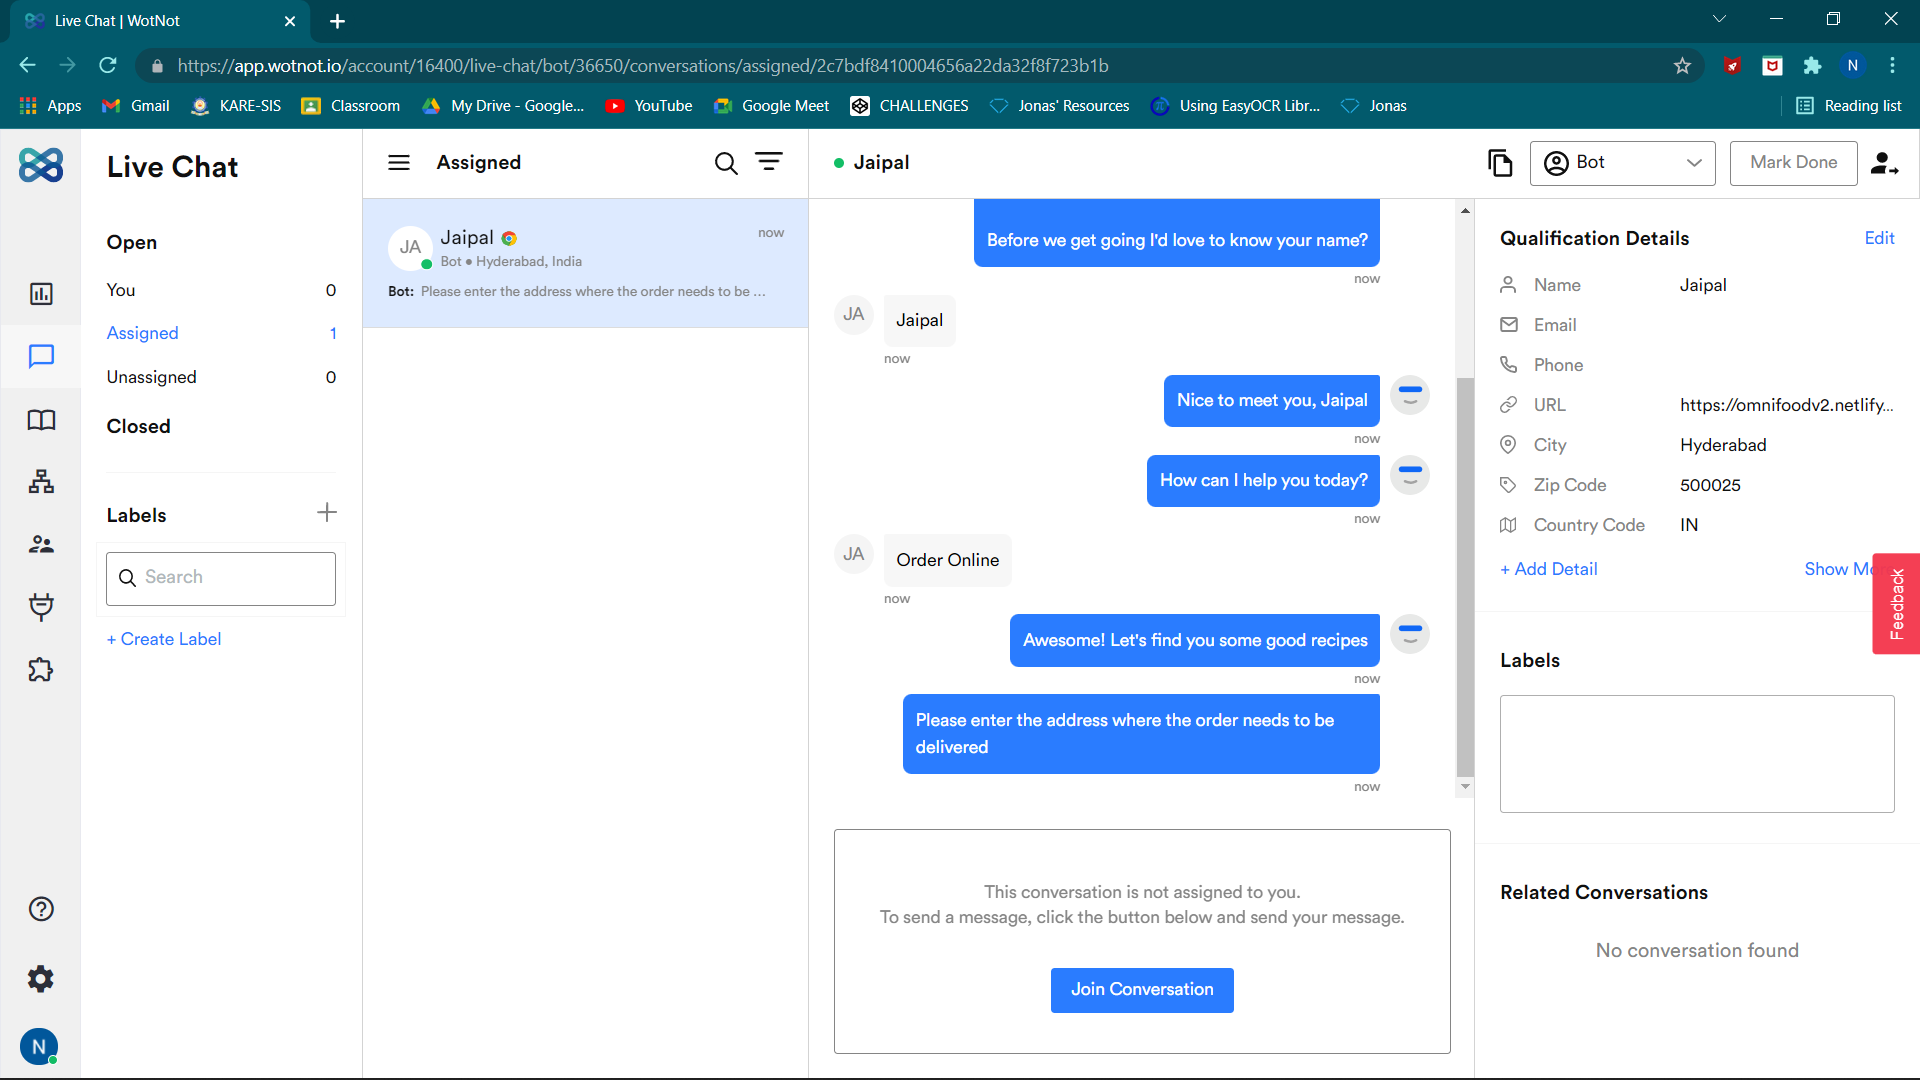 Live Chat | WotNot
https://app.wotnot.io/account/16400/live-chat/bot/36650/conversations/assigned/2c7bdf8410004656a22da32f8f723b1b
N
Apps
Gmail
KARE-SIS
Classroom
My Drive - Google...
YouTube
Google Meet
CHALLENGES
Jonas' Resources
Using EasyOCR Libr...
Jonas
Reading list
Live Chat
Open
You 0
Assigned 1
Unassigned 0
Closed
Labels
Search
+ Create Label
N
Assigned
JA
Jaipal
now
Bot • Hyderabad, India
Bot: Please enter the address where the order needs to be ...
Jaipal
Bot
Mark Done
Before we get going I'd love to know your name?
now
JA
Jaipal
now
Nice to meet you, Jaipal
now
How can I help you today?
now
JA
Order Online
now
Awesome! Let's find you some good recipes
now
Please enter the address where the order needs to be
delivered
now
This conversation is not assigned to you.
To send a message, click the button below and send your message.
Join Conversation
Qualification Details
Edit
Name Jaipal
Email
Phone
URL https://omnifoodv2.netlify...
City Hyderabad
Zip Code 500025
Country Code IN
+ Add Detail
Show Mo
Feedback
Labels
Related Conversations
No conversation found